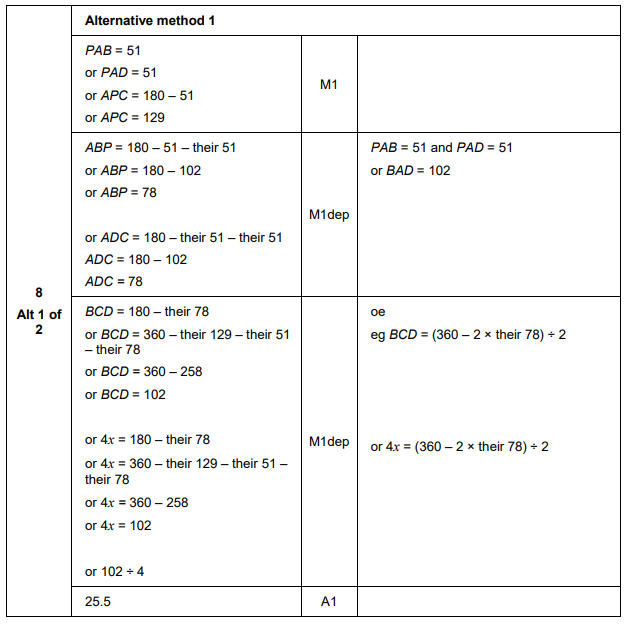 Alternative method 1
8
Alt 1 of
2
PAB = 51
or PAD = 51
or APC = 180 – 51
or APC = 129
M1
ABP = 180 – 51 – their 51
or ABP = 180 – 102
or ABP = 78
or ADC = 180 – their 51 – their 51
ADC = 180 – 102
ADC = 78
M1dep
PAB = 51 and PAD = 51
or BAD = 102
BCD = 180 – their 78
or BCD = 360 – their 129 – their 51
– their 78
or BCD = 360 – 258
or BCD = 102
or 4x = 180 – their 78
or 4x = 360 – their 129 – their 51 –
their 78
or 4x = 360 – 258
or 4x = 102
or 102 ÷ 4
M1dep
oe
eg BCD = (360 – 2 × their 78) ÷ 2
or 4x = (360 – 2 × their 78) ÷ 2
25.5
A1